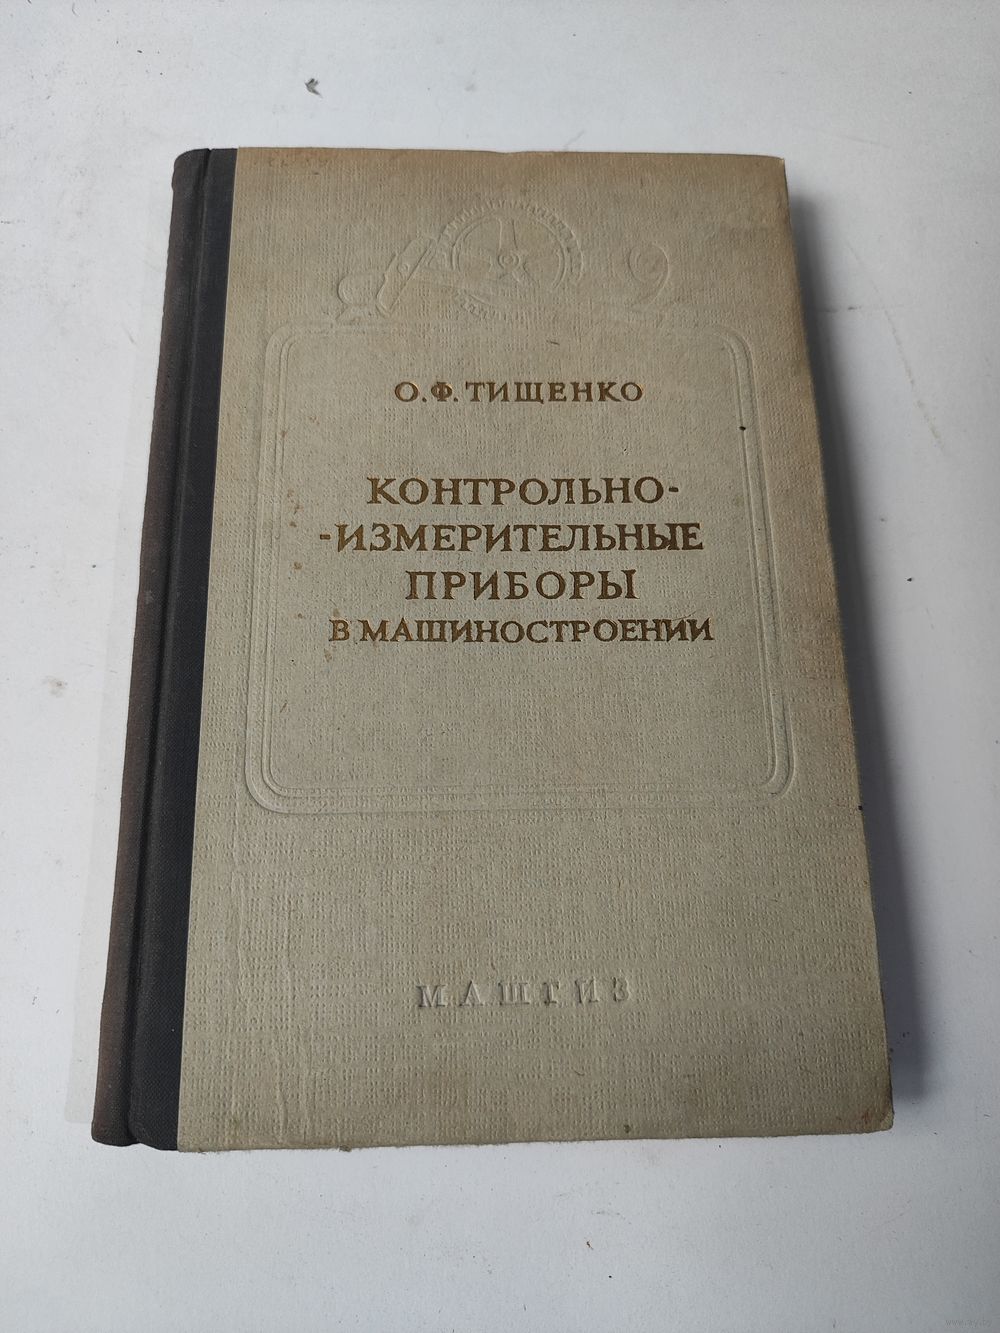 О.Ф. ТИЩЕНКО
КОНТРОЛЬНО-
-ИЗМЕРИТЕЛЬНЫЕ
ПРИБОРЫ
В МАШИНОСТРОЕНИИ
МАШГИЗ